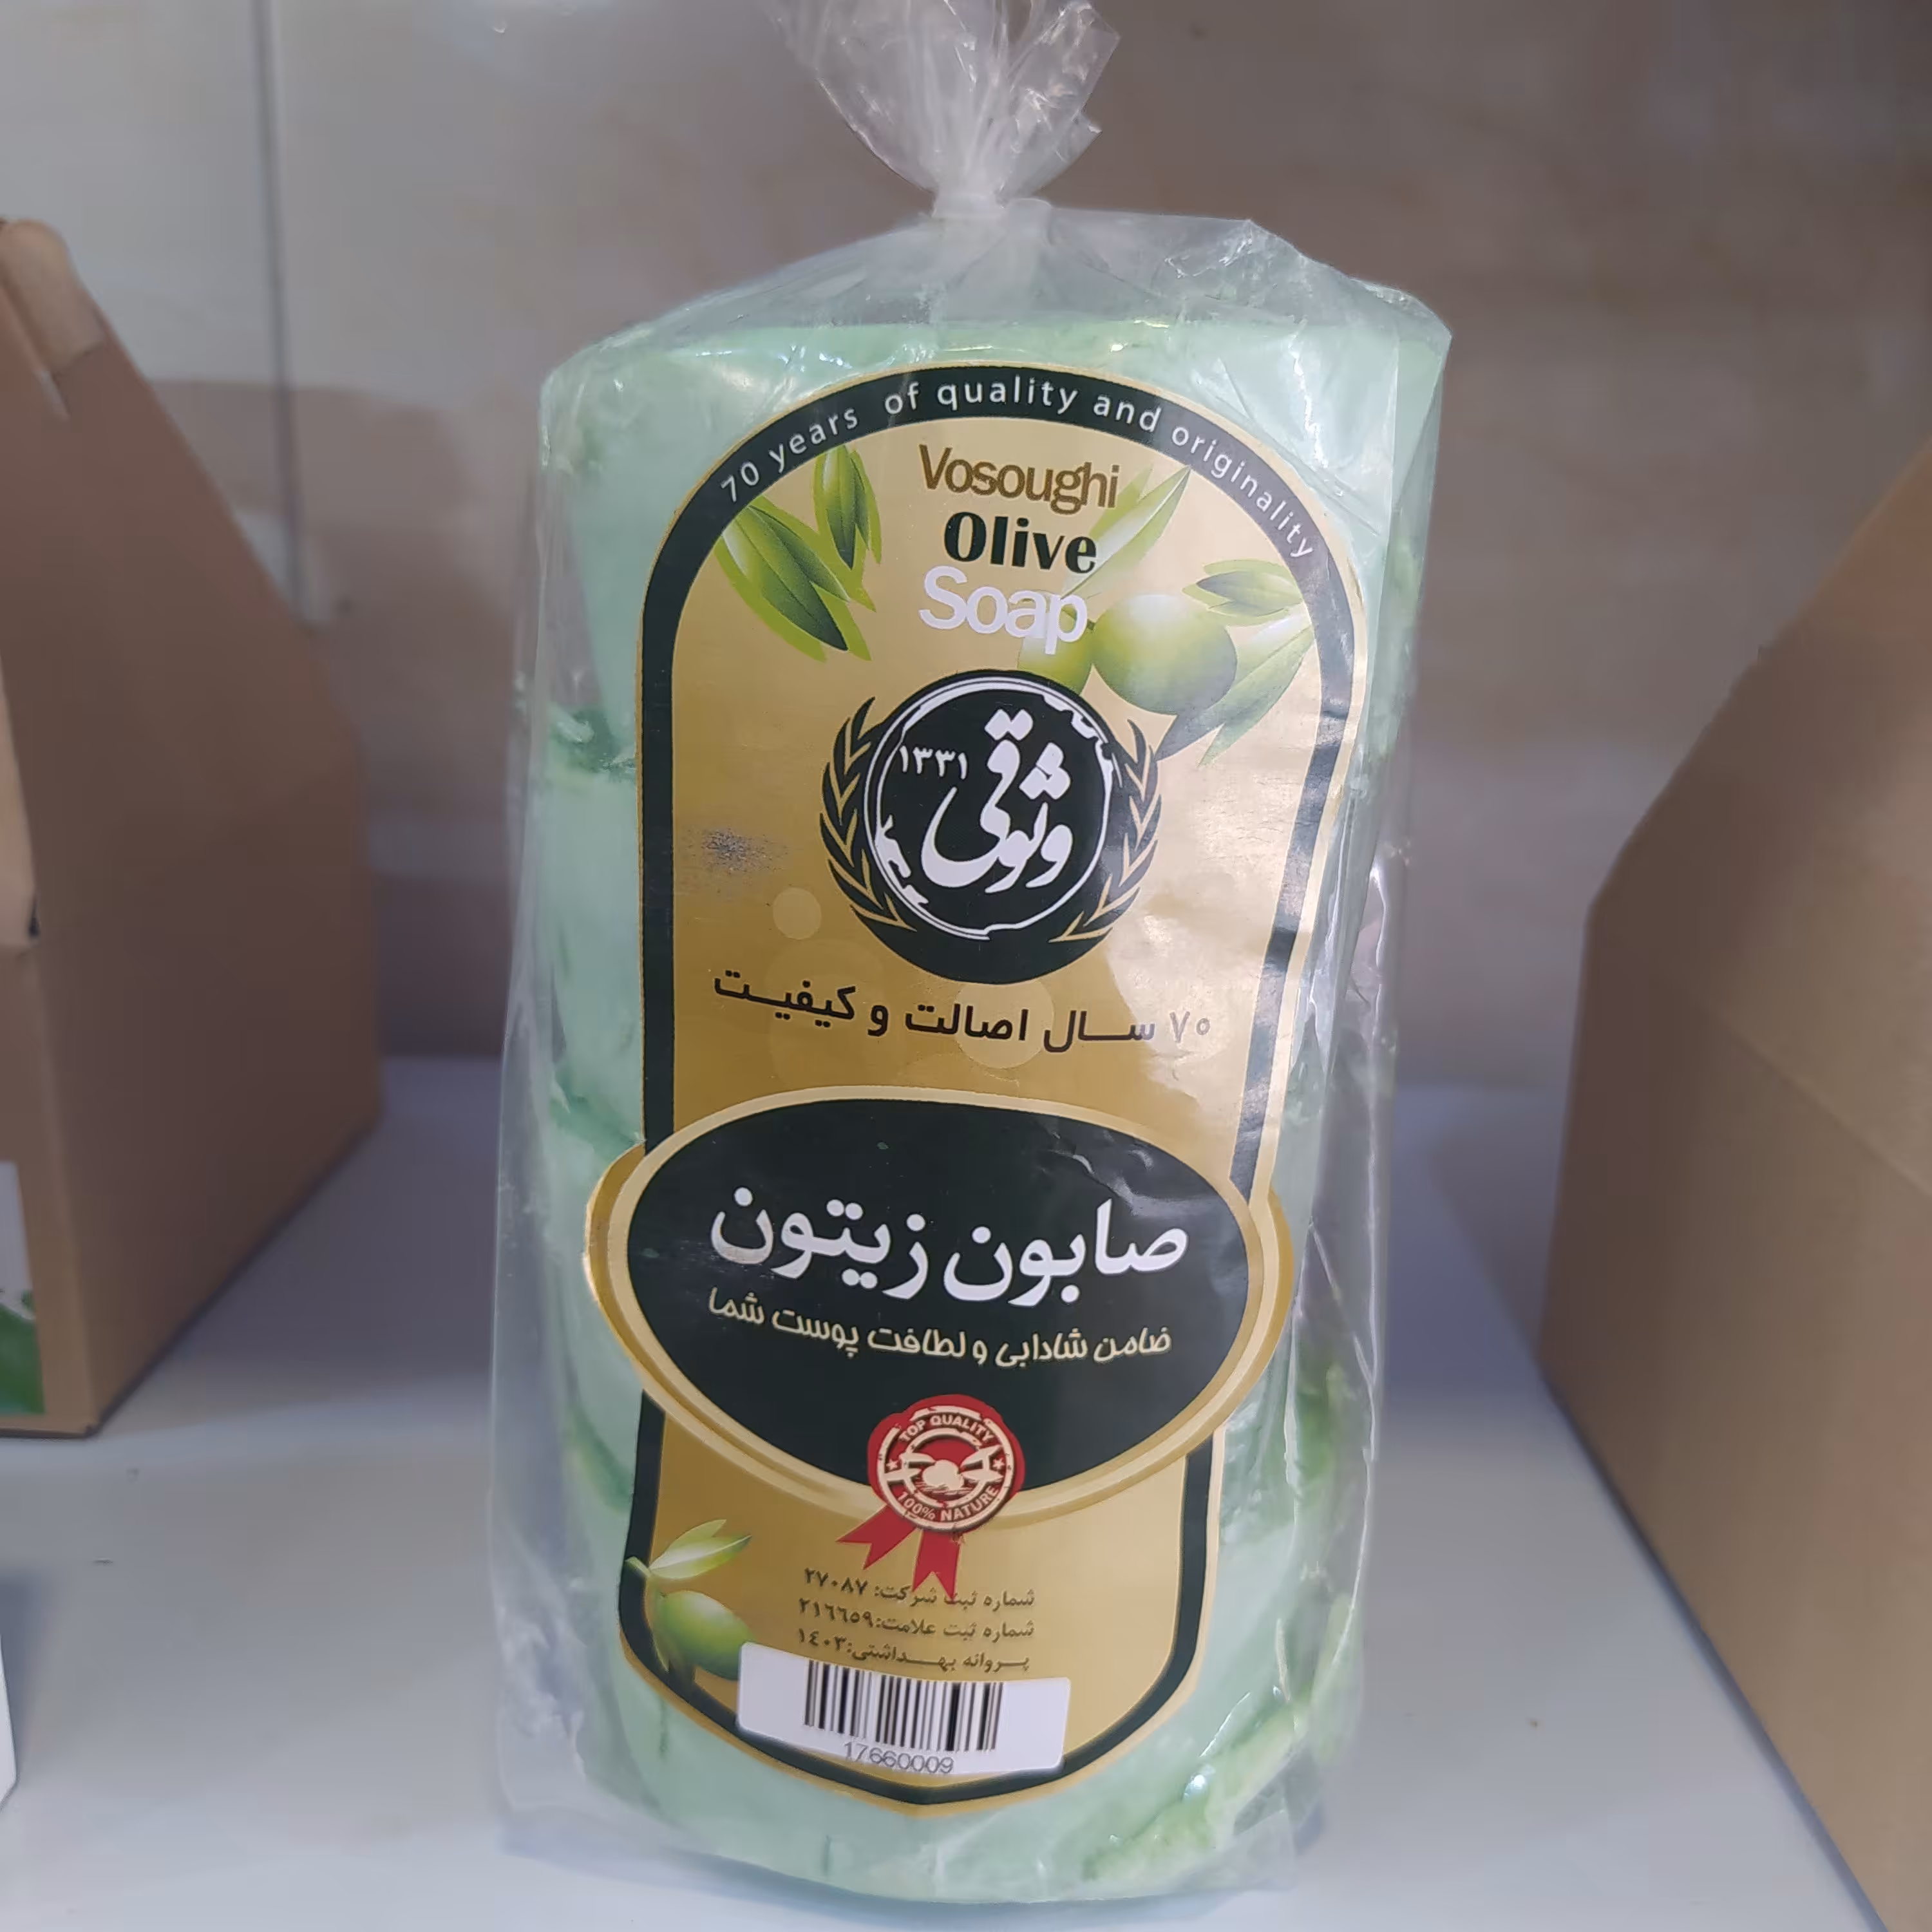 70 years of quality and originality
Vosoughi
Olive
Soap
۱۳۳۱
وثوقی
۷۰ سال اصالت و کیفیت
صابون زیتون
ضامن شادابی و لطافت پوست شما
TOP QUALITY
100% NATURE
شماره ثبت شرکت: ۲۷۰۸۷
شماره ثبت علامت: ۲۱۶۶۵۹
پروانه بهداشتی: ۱۴۰۳
17660009